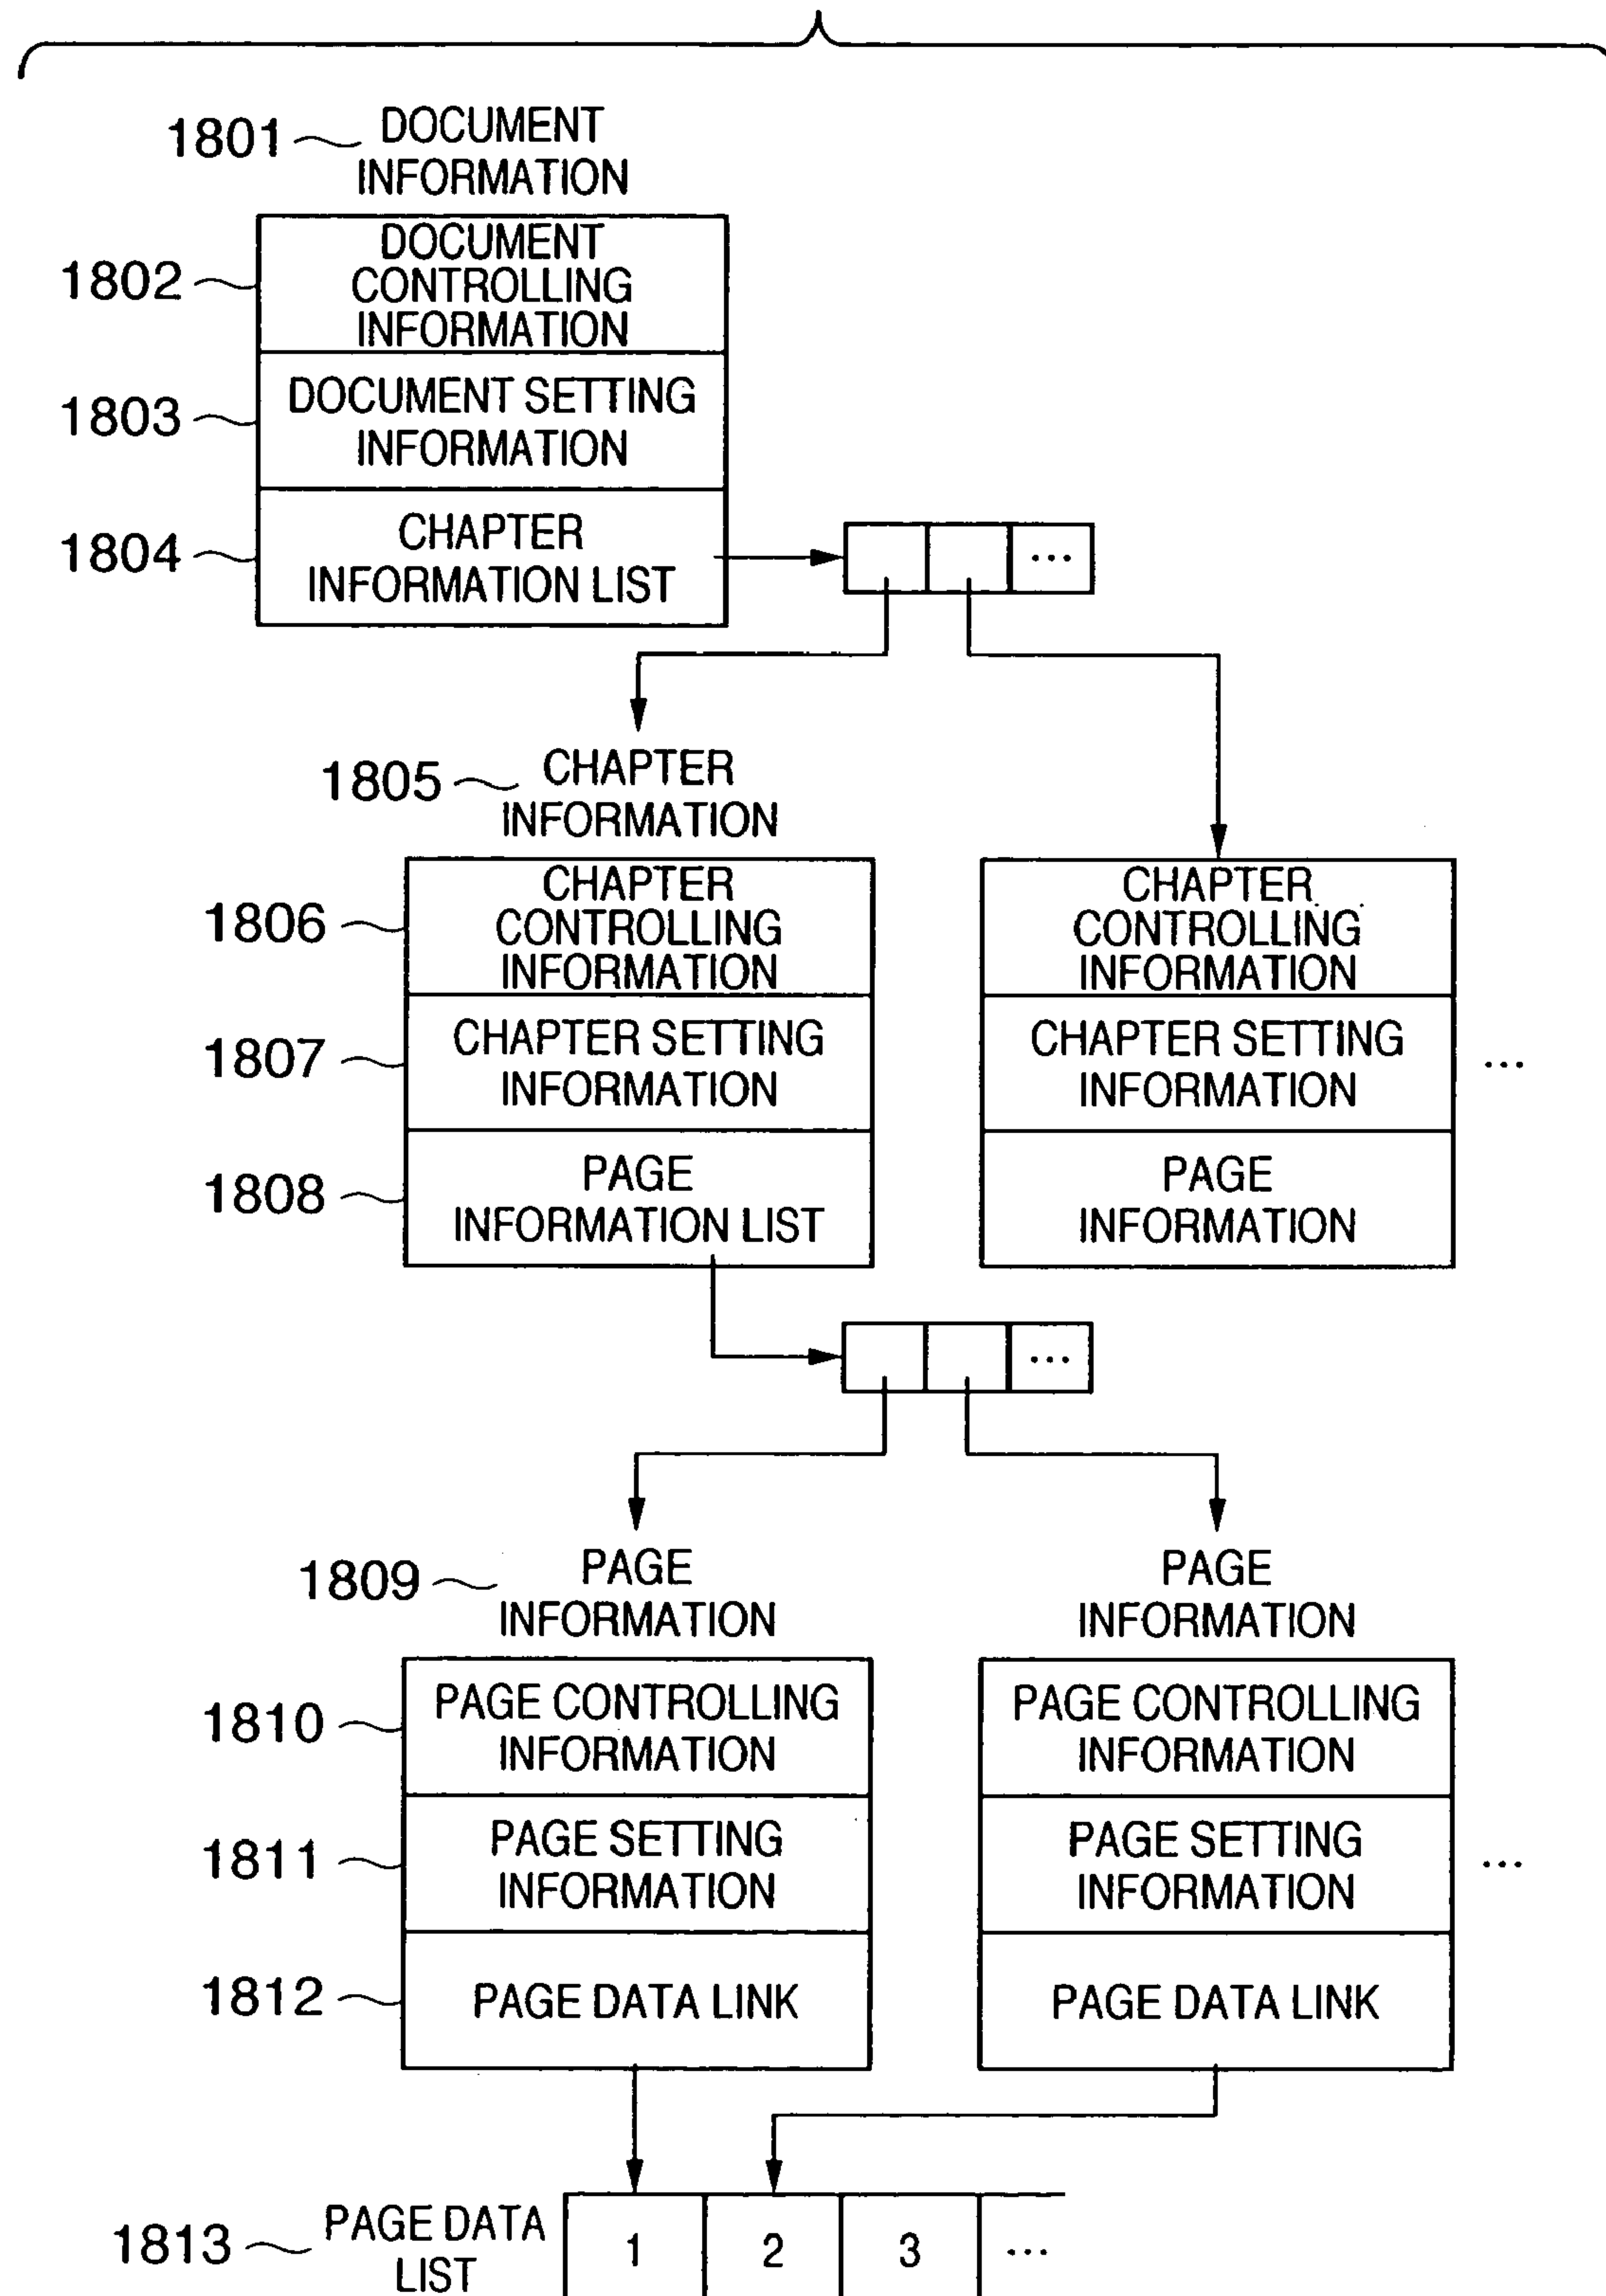 1801
DOCUMENT
INFORMATION
1802
DOCUMENT
CONTROLLING
INFORMATION
1803
DOCUMENT SETTING
INFORMATION
1804
CHAPTER
INFORMATION LIST
...
1805
CHAPTER
INFORMATION
1806
CHAPTER
CONTROLLING
INFORMATION
CHAPTER
CONTROLLING
INFORMATION
1807
CHAPTER SETTING
INFORMATION
CHAPTER SETTING
INFORMATION
...
1808
PAGE
INFORMATION LIST
PAGE
INFORMATION
...
1809
PAGE
INFORMATION
PAGE
INFORMATION
1810
PAGE CONTROLLING
INFORMATION
PAGE CONTROLLING
INFORMATION
1811
PAGE SETTING
INFORMATION
PAGE SETTING
INFORMATION
...
1812
PAGE DATA LINK
PAGE DATA LINK
1813
PAGE DATA
LIST
1 2 3 ...